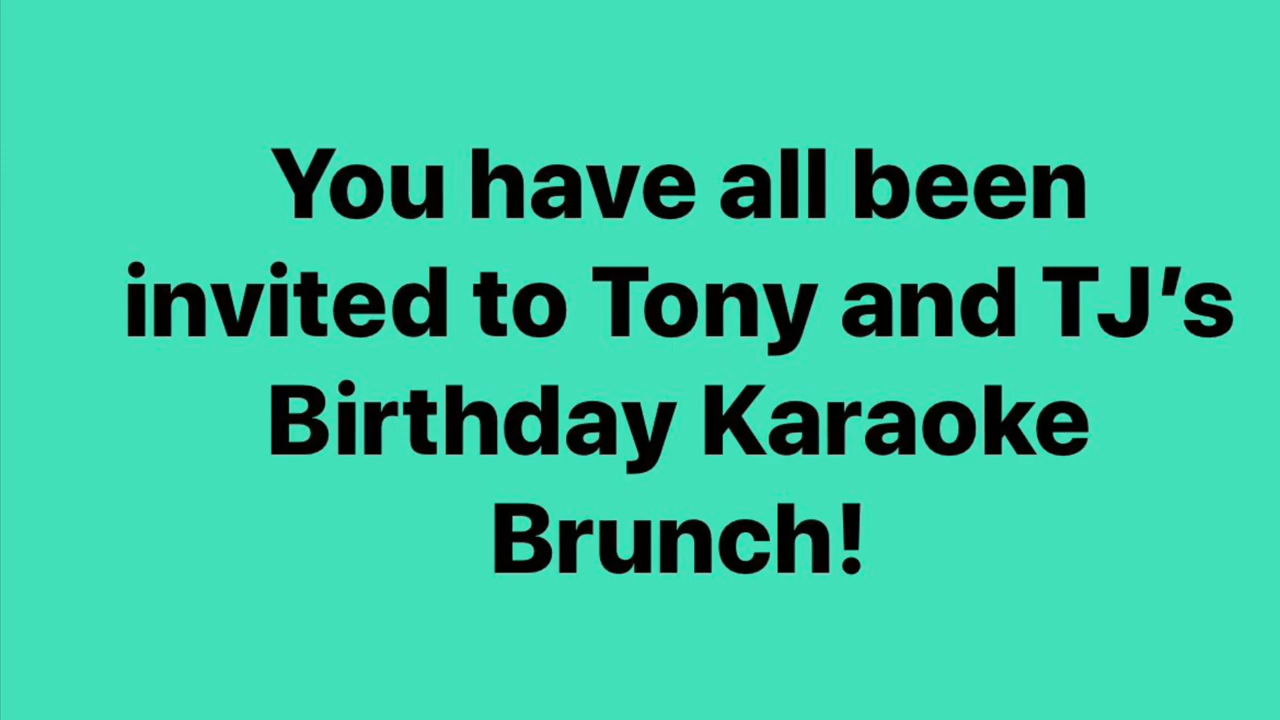 You have all been
invited to Tony and TJ’s
Birthday Karaoke
Brunch!